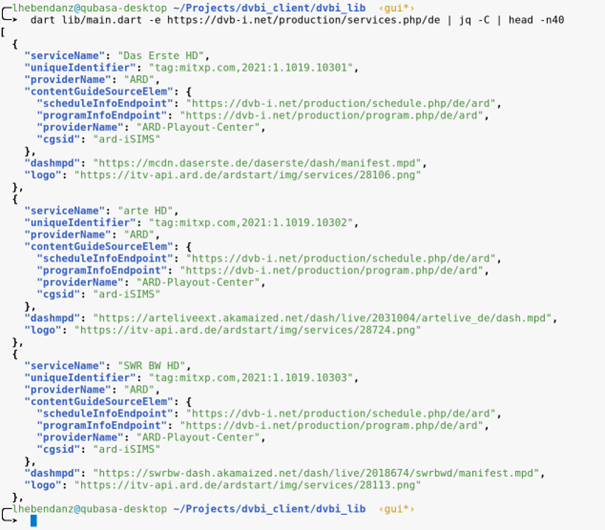 lhebendanz@qubasa-desktop ~/Projects/dvbi_client/dvbi_lib ‹gui*›
dart lib/main.dart -e https://dvb-i.net/production/services.php/de | jq -C | head -n40
[
{
"serviceName": "Das Erste HD",
"uniqueIdentifier": "tag:mitxp.com,2021:1.1019.10301",
"providerName": "ARD",
"contentGuideSourceElem": {
"scheduleInfoEndpoint": "https://dvb-i.net/production/schedule.php/de/ard",
"programInfoEndpoint": "https://dvb-i.net/production/program.php/de/ard",
"providerName": "ARD-Playout-Center",
"cgsid": "ard-iSIMS"
},
"dashmpd": "https://mcdn.daserste.de/daserste/dash/manifest.mpd",
"logo": "https://itv-api.ard.de/ardstart/img/services/28106.png"
},
{
"serviceName": "arte HD",
"uniqueIdentifier": "tag:mitxp.com,2021:1.1019.10302",
"providerName": "ARD",
"contentGuideSourceElem": {
"scheduleInfoEndpoint": "https://dvb-i.net/production/schedule.php/de/ard",
"programInfoEndpoint": "https://dvb-i.net/production/program.php/de/ard",
"providerName": "ARD-Playout-Center",
"cgsid": "ard-iSIMS"
},
"dashmpd": "https://arteliveext.akamaized.net/dash/live/2031004/artelive_de/dash.mpd",
"logo": "https://itv-api.ard.de/ardstart/img/services/28724.png"
},
{
"serviceName": "SWR BW HD",
"uniqueIdentifier": "tag:mitxp.com,2021:1.1019.10303",
"providerName": "ARD",
"contentGuideSourceElem": {
"scheduleInfoEndpoint": "https://dvb-i.net/production/schedule.php/de/ard",
"programInfoEndpoint": "https://dvb-i.net/production/program.php/de/ard",
"providerName": "ARD-Playout-Center",
"cgsid": "ard-iSIMS"
},
"dashmpd": "https://swrbw-dash.akamaized.net/dash/live/2018674/swrbwd/manifest.mpd",
"logo": "https://itv-api.ard.de/ardstart/img/services/28113.png"
},
lhebendanz@qubasa-desktop ~/Projects/dvbi_client/dvbi_lib ‹gui*›